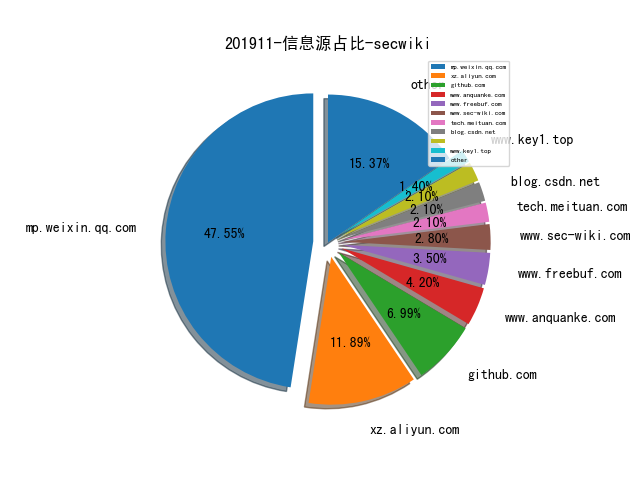 201911-信息源占比-secwiki
mp.weixin.qq.com
xz.aliyun.com
github.com
www.anquanke.com
www.freebuf.com
www.sec-wiki.com
tech.meituan.com
blog.csdn.net
www.key1.top
other
15.37%
www.key1.top
1.40%
2.10%
blog.csdn.net
2.10%
tech.meituan.com
2.10%
www.sec-wiki.com
2.80%
mp.weixin.qq.com
47.55%
3.50%
www.freebuf.com
4.20%
www.anquanke.com
6.99%
github.com
11.89%
xz.aliyun.com